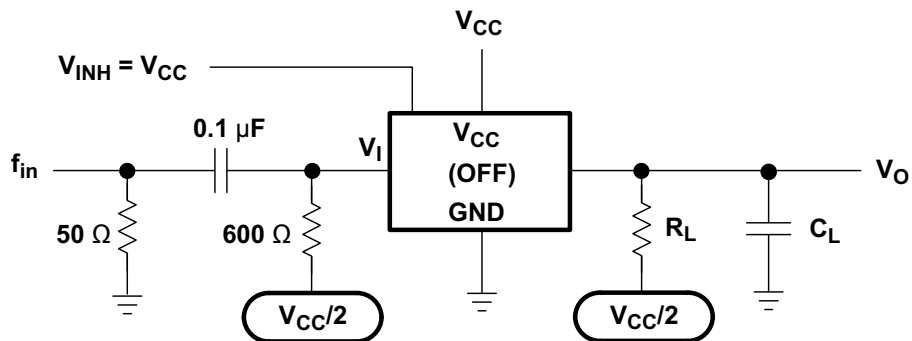 VCC
VINH = VCC
0.1 μF
fin
VI
VCC
(OFF)
GND
VO
50 Ω
600 Ω
RL
CL
VCC/2
VCC/2